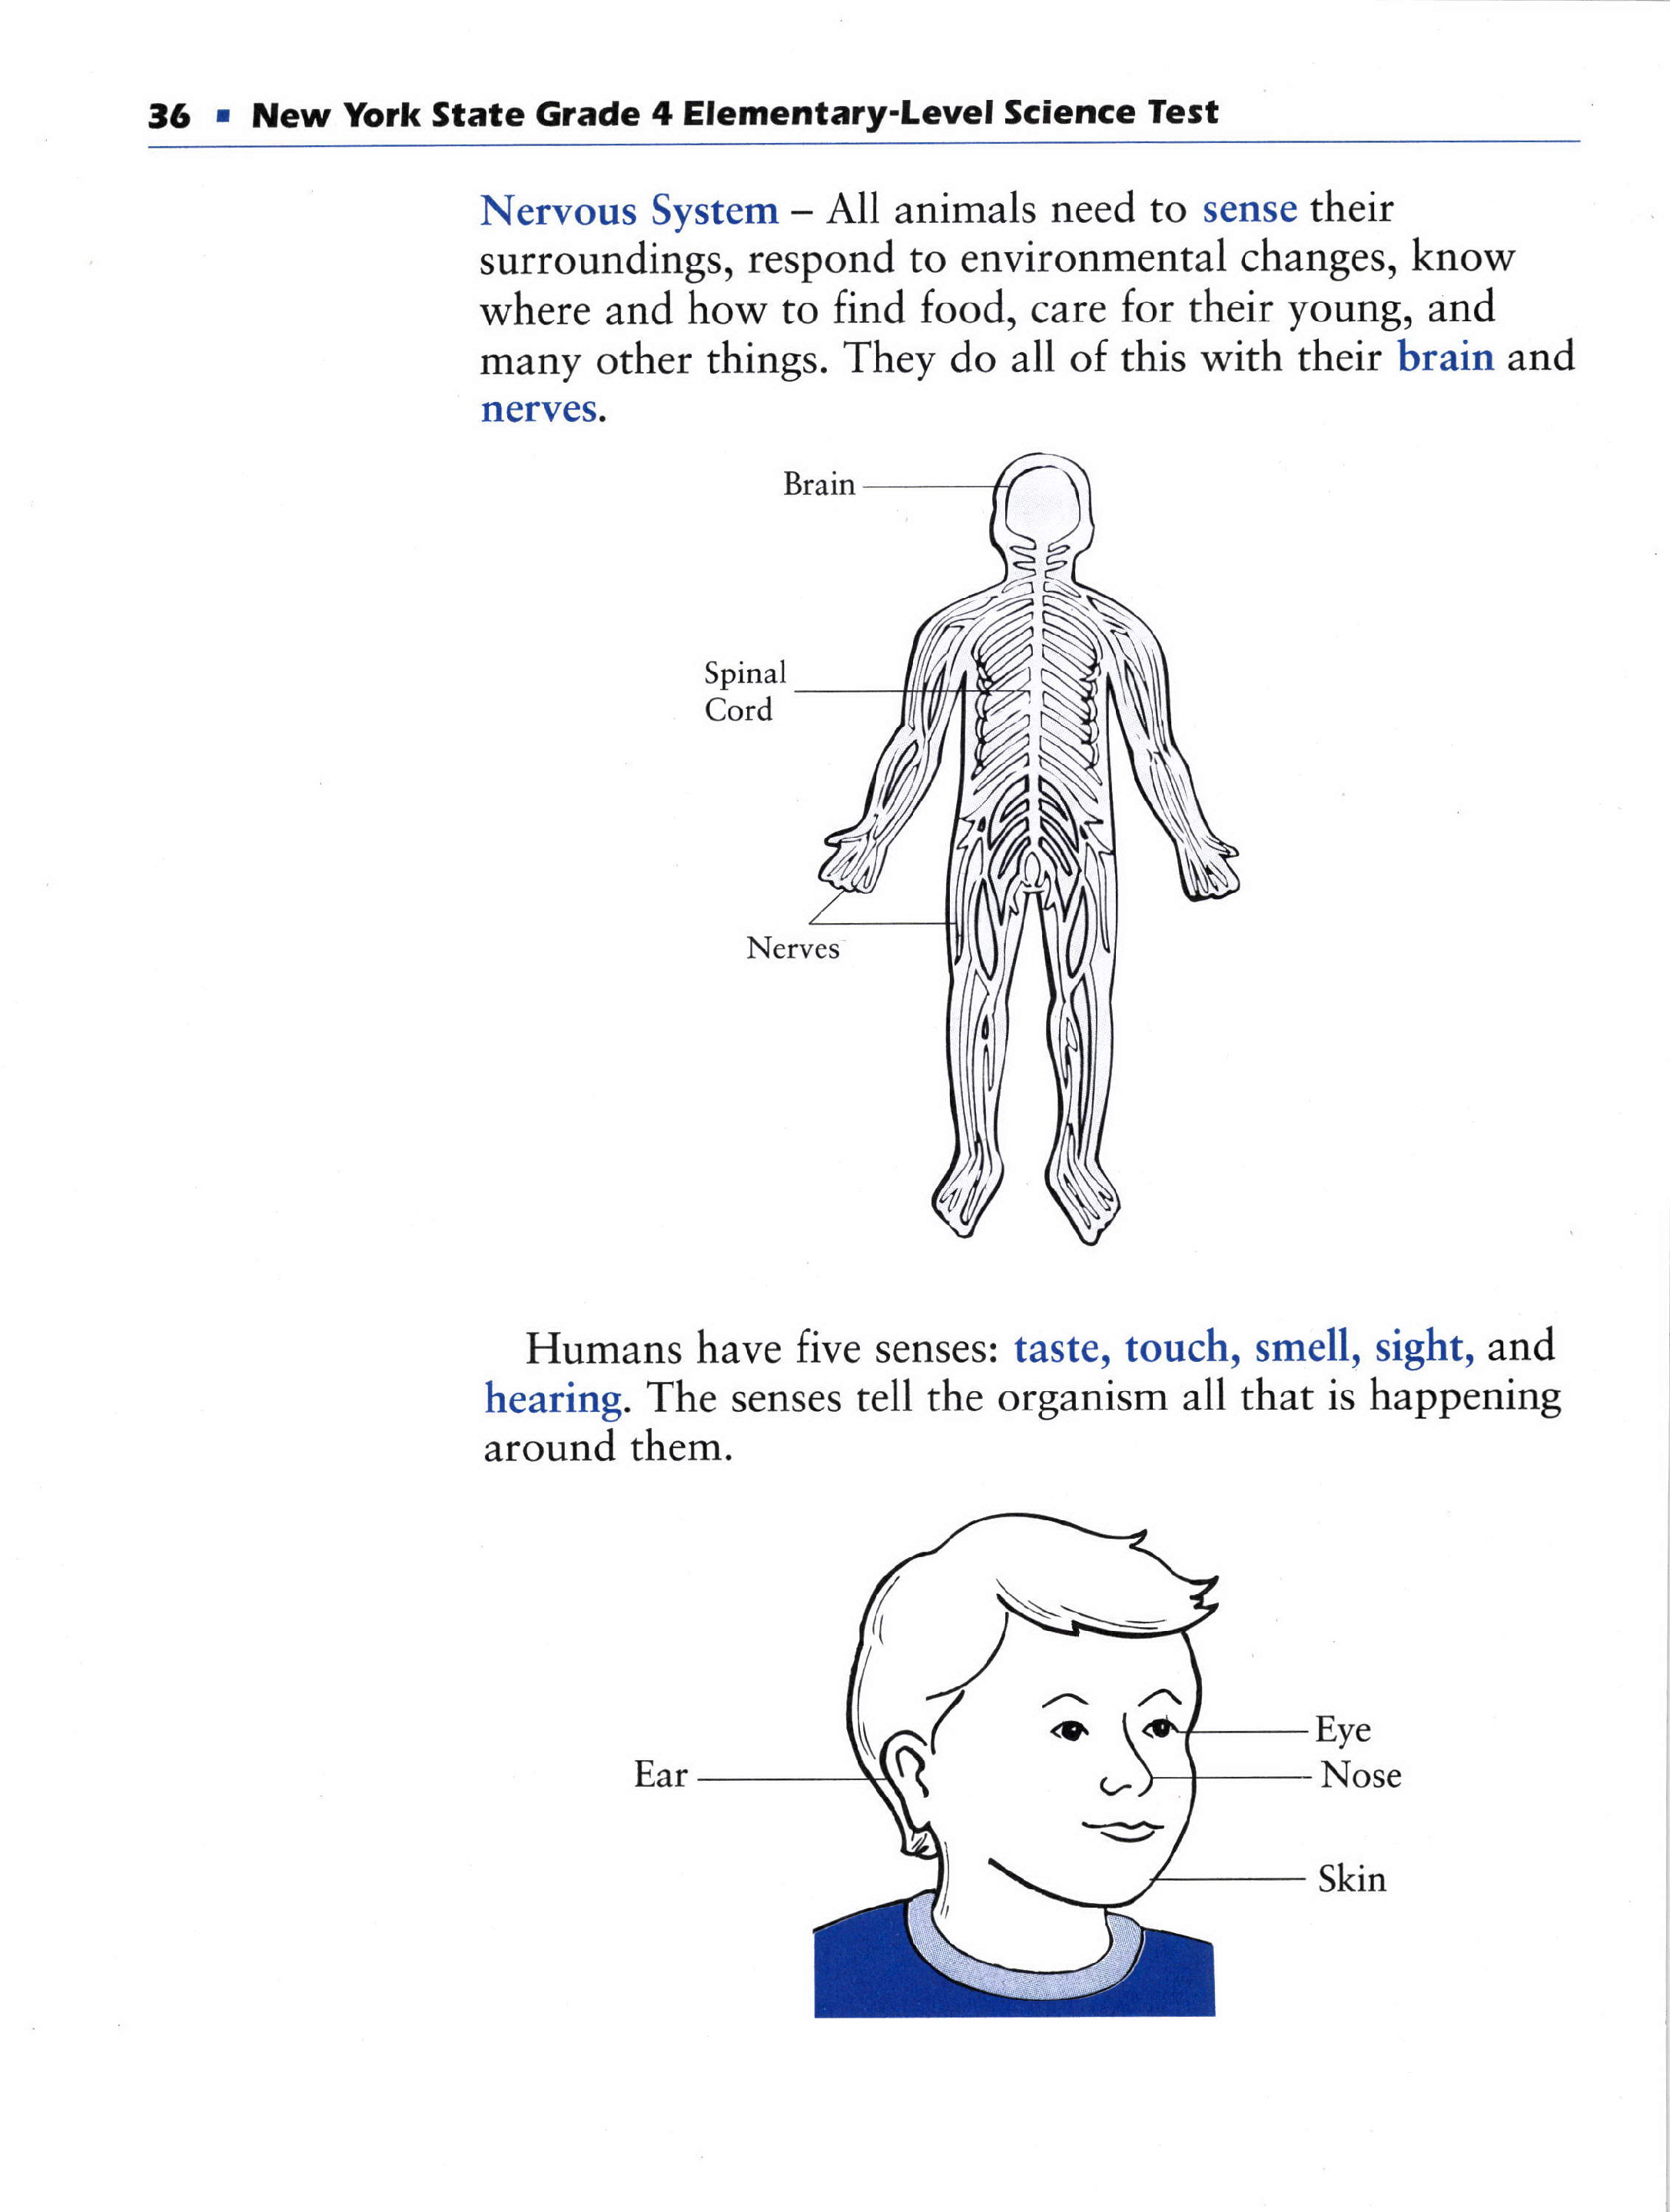 36 ▪ New York State Grade 4 Elementary-Level Science Test
Nervous System – All animals need to sense their
surroundings, respond to environmental changes, know
where and how to find food, care for their young, and
many other things. They do all of this with their brain and
nerves.
Brain
Spinal
Cord
Nerves
Humans have five senses: taste, touch, smell, sight, and
hearing. The senses tell the organism all that is happening
around them.
Eye
Ear
Nose
Skin